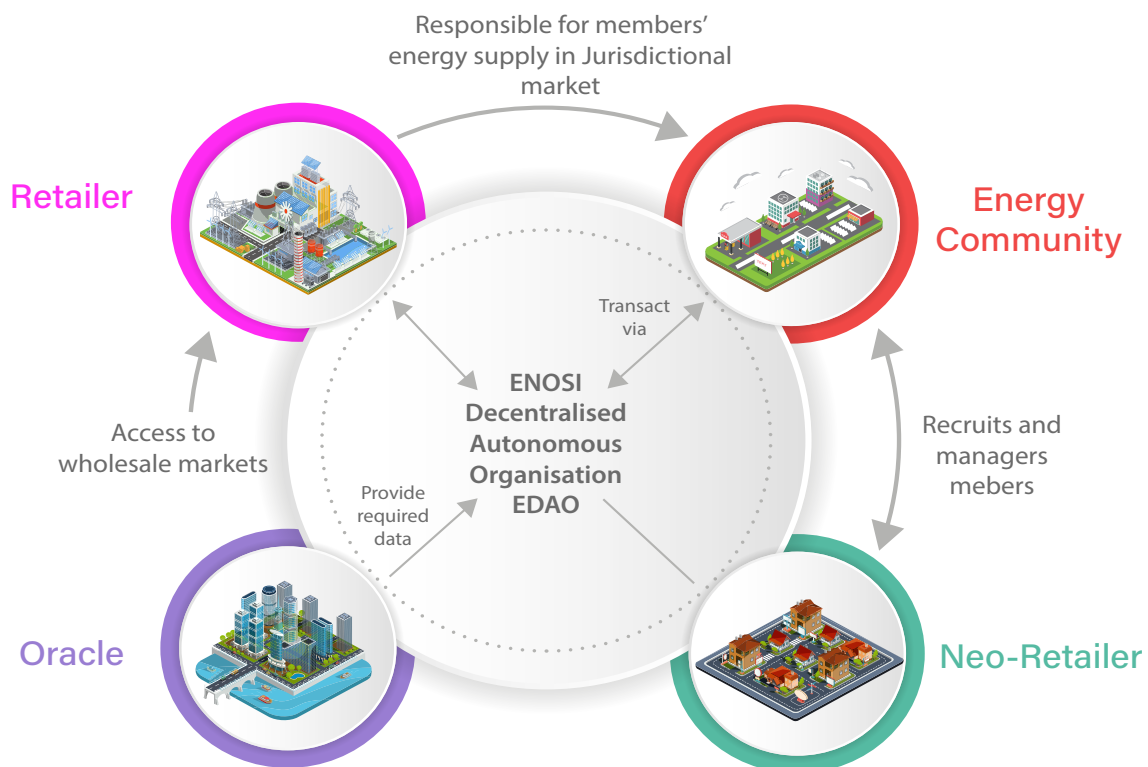 Responsible for members’
energy supply in Jurisdictional
market
Retailer
Energy
Community
Transact
via
ENOSI
Decentralised
Autonomous
Organisation
EDAO
Access to
wholesale markets
Recruits and
managers
mebers
Provide
required
data
Oracle
Neo-Retailer